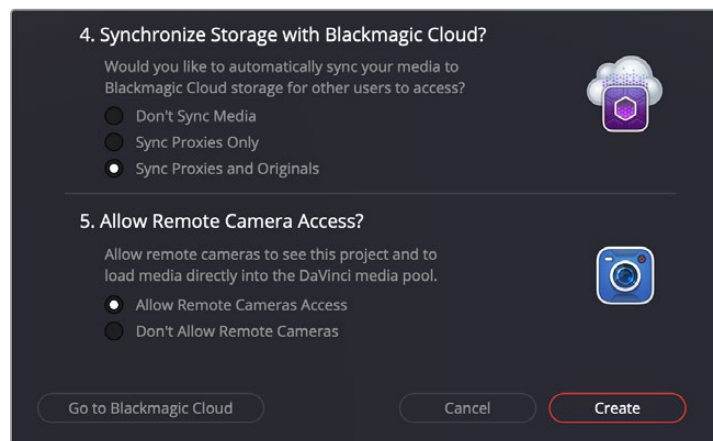 4. Synchronize Storage with Blackmagic Cloud?
Would you like to automatically sync your media to
Blackmagic Cloud storage for other users to access?
Don't Sync Media
Sync Proxies Only
Sync Proxies and Originals
5. Allow Remote Camera Access?
Allow remote cameras to see this project and to
load media directly into the DaVinci media pool.
Allow Remote Cameras Access
Don't Allow Remote Cameras
Go to Blackmagic Cloud
Cancel
Create